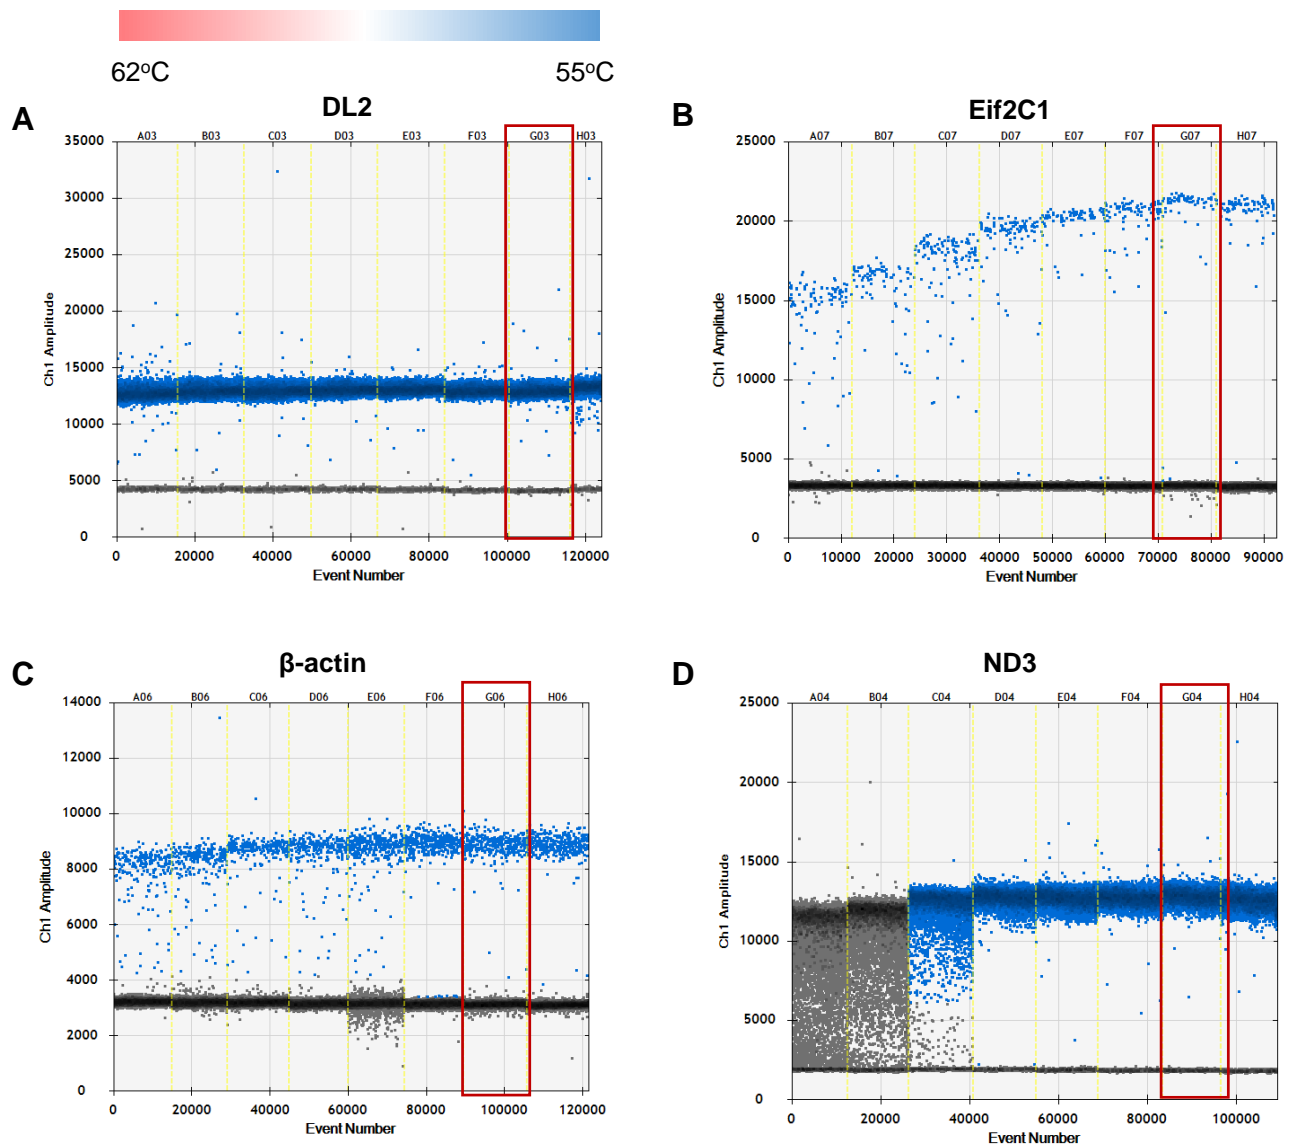 62°C 55°C
A DL2
A03 B03 C03 D03 E03 F03 G03 H03
35000
30000
25000
20000
15000
10000
5000
0
Ch1 Amplitude
0 20000 40000 60000 80000 100000 120000
Event Number
B Eif2C1
A07 B07 C07 D07 E07 F07 G07 H07
25000
20000
15000
10000
5000
0
Ch1 Amplitude
0 10000 20000 30000 40000 50000 60000 70000 80000 90000
Event Number
C β-actin
A06 B06 C06 D06 E06 F06 G06 H06
14000
12000
10000
8000
6000
4000
2000
0
Ch1 Amplitude
0 20000 40000 60000 80000 100000 120000
Event Number
D ND3
A04 B04 C04 D04 E04 F04 G04 H04
25000
20000
15000
10000
5000
0
Ch1 Amplitude
0 20000 40000 60000 80000 100000
Event Number